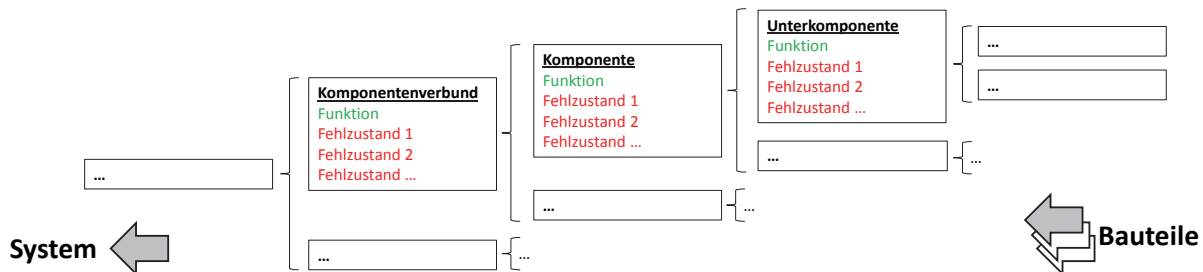 ...
Komponentenverbund
Funktion
Fehlzustand 1
Fehlzustand 2
Fehlzustand ...
...
...
Komponente
Funktion
Fehlzustand 1
Fehlzustand 2
Fehlzustand ...
...
...
Unterkomponente
Funktion
Fehlzustand 1
Fehlzustand 2
Fehlzustand ...
...
...
...
...
System
Bauteile